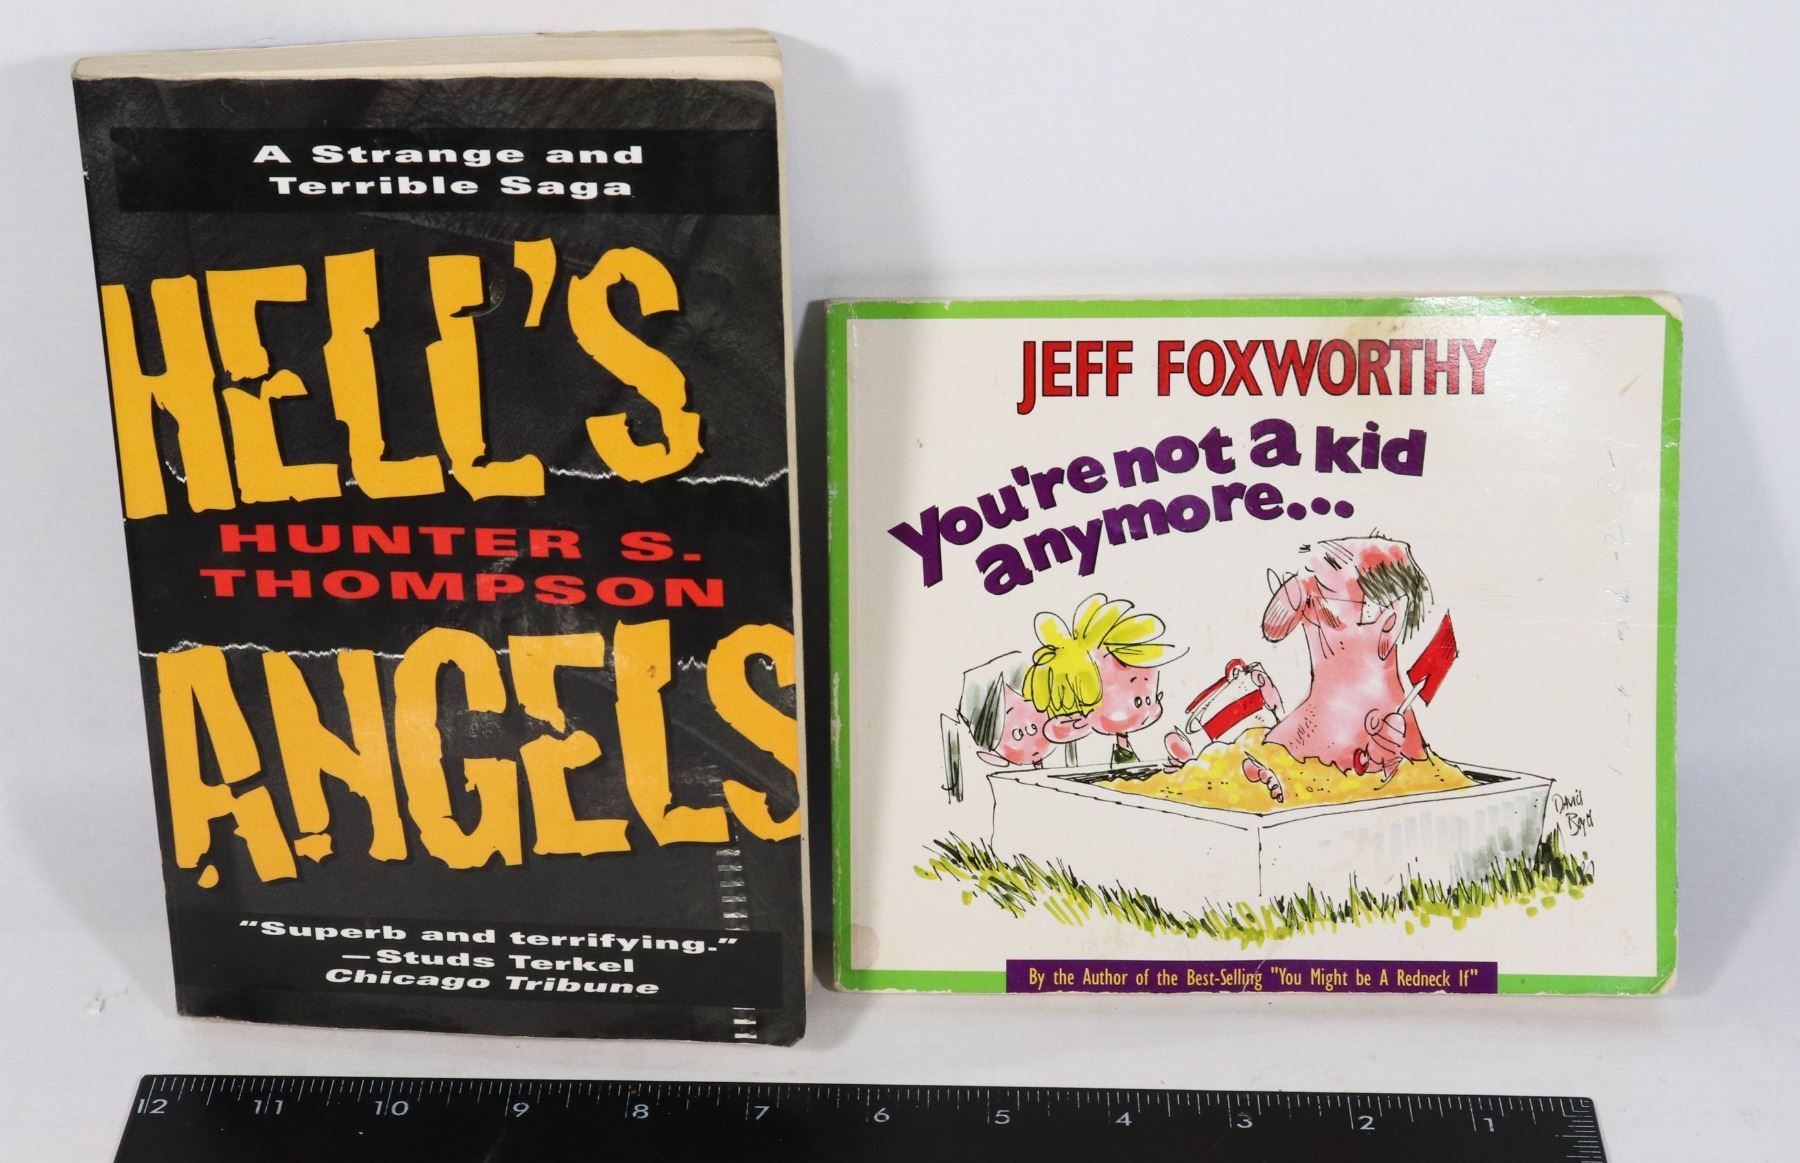 A Strange and
Terrible Saga
HELL'S
HUNTER S.
THOMPSON
ANGELS
"Superb and terrifying."
—Studs Terkel
Chicago Tribune
JEFF FOXWORTHY
You're not a kid
anymore...
By the Author of the Best-Selling "You Might be A Redneck If"
12 11 10 9 8 7 6 5 4 3 2 1